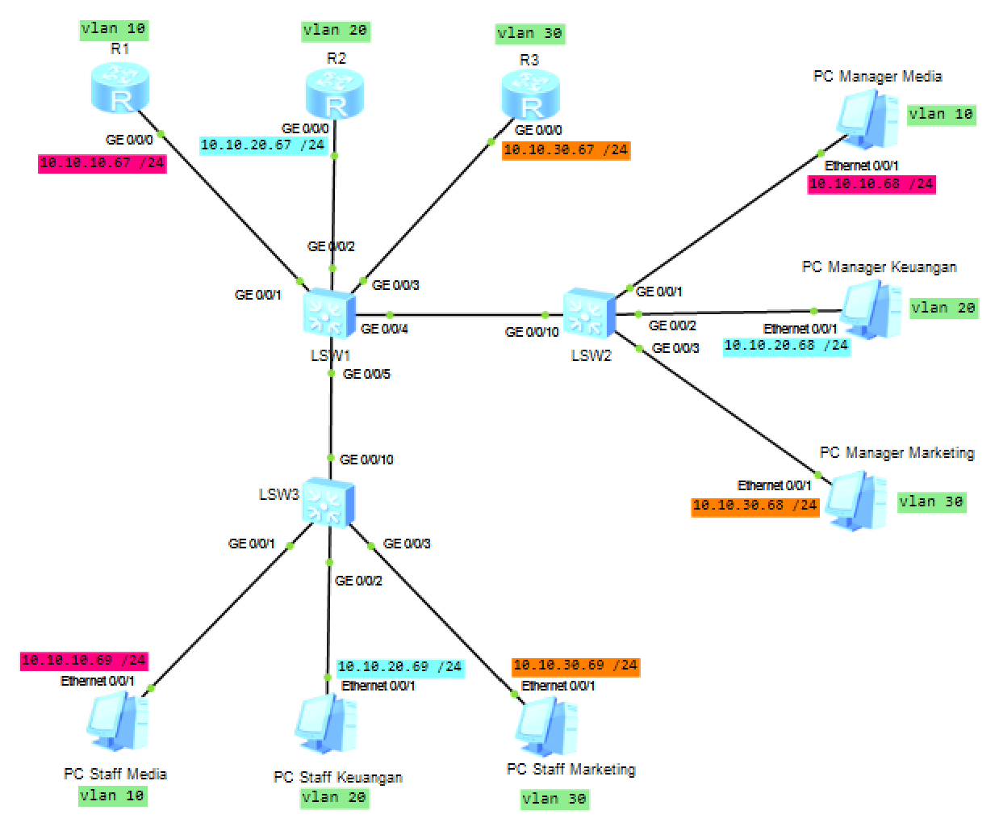 vlan 10
R1
R
GE 0/0/0
10.10.10.67 /24
vlan 20
R2
R
GE 0/0/0
10.10.20.67 /24
vlan 30
R3
R
GE 0/0/0
10.10.30.67 /24
PC Manager Media
vlan 10
Ethernet 0/0/1
10.10.10.68 /24
GE 0/0/2
GE 0/0/1
GE 0/0/3
GE 0/0/4
LSW1
GE 0/0/5
GE 0/0/10
LSW2
GE 0/0/1
GE 0/0/2
GE 0/0/3
PC Manager Keuangan
vlan 20
Ethernet 0/0/1
10.10.20.68 /24
PC Manager Marketing
Ethernet 0/0/1
10.10.30.68 /24
vlan 30
GE 0/0/10
LSW3
GE 0/0/1
GE 0/0/2
GE 0/0/3
10.10.10.69 /24
Ethernet 0/0/1
PC Staff Media
vlan 10
10.10.20.69 /24
Ethernet 0/0/1
PC Staff Keuangan
vlan 20
10.10.30.69 /24
Ethernet 0/0/1
PC Staff Marketing
vlan 30